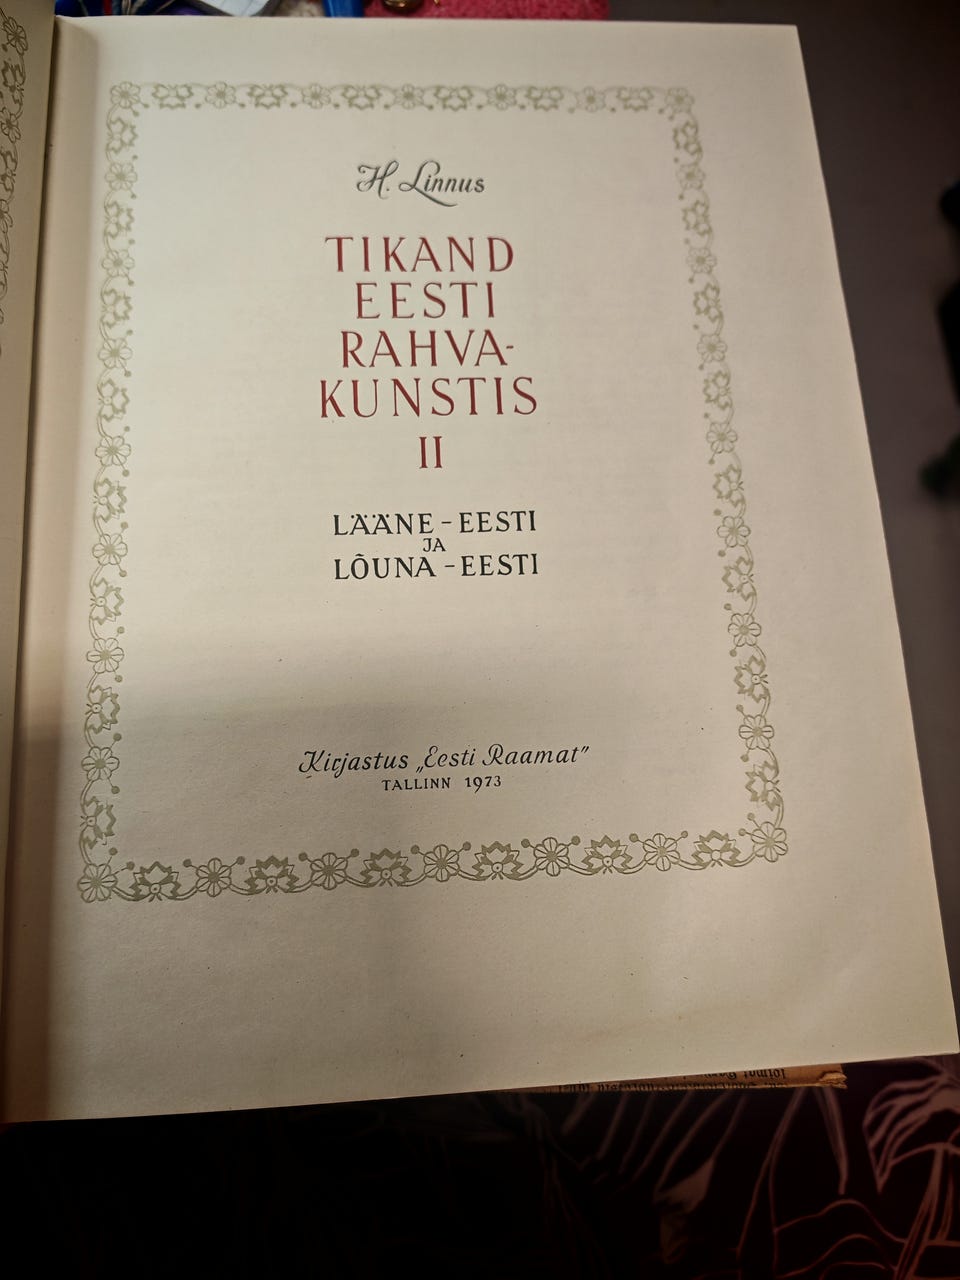 H. Linnus
TIKAND
EESTI
RAHVA-
KUNSTIS
II
LÄÄNE-EESTI
JA
LÕUNA-EESTI
Kirjastus „Eesti Raamat”
TALLINN 1973